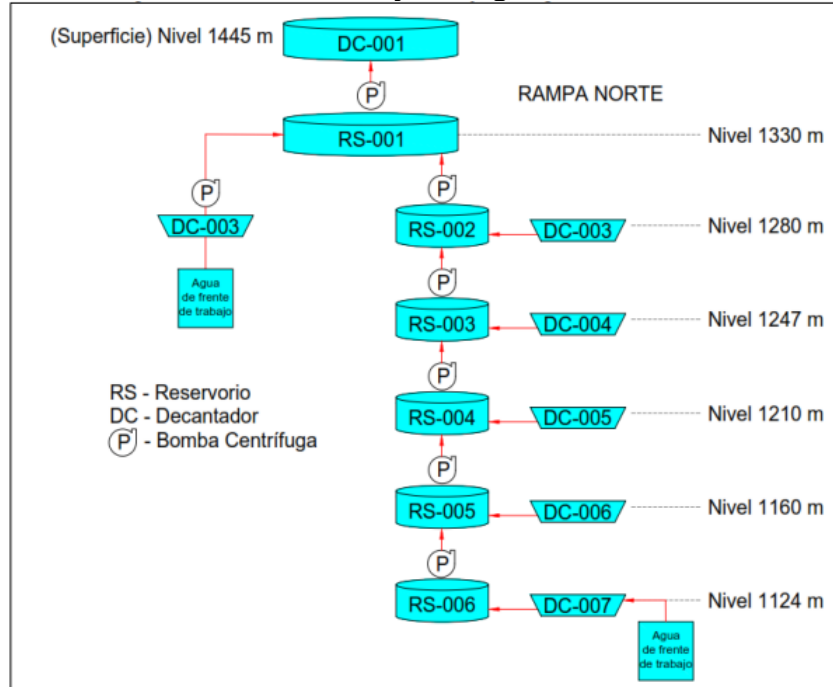 (Superficie) Nivel 1445 m
DC-001
P
RAMPA NORTE
RS-001
Nivel 1330 m
P
P
DC-003
RS-002
DC-003
Nivel 1280 m
Agua
de frente
de trabajo
P
RS-003
DC-004
Nivel 1247 m
P
RS - Reservorio
DC - Decantador
P - Bomba Centrífuga
RS-004
DC-005
Nivel 1210 m
P
RS-005
DC-006
Nivel 1160 m
P
RS-006
DC-007
Nivel 1124 m
Agua
de frente
de trabajo